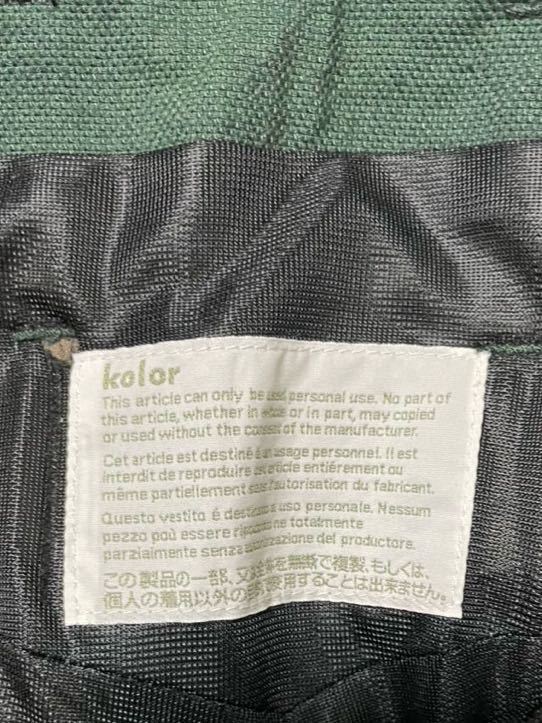 kolor
This article can only be used personal use. No part of
this article, whether in whole or in part, may copied
or used without the consent of the manufacturer.
Cet article est destiné à un usage personnel. Il est
interdit de reproduire cet article entiérement ou
même partiellement sans l'autorisation du fabricant.
Questo vestito é destinato a uso personale. Nessun
pezzo poù essere riprodotto ne totalmente
parzialmente senza autorizzazione del productore.
この製品の一部、又は全部を無断で複製、もしくは、
個人の着用以外の目的で使用することは出来ません。